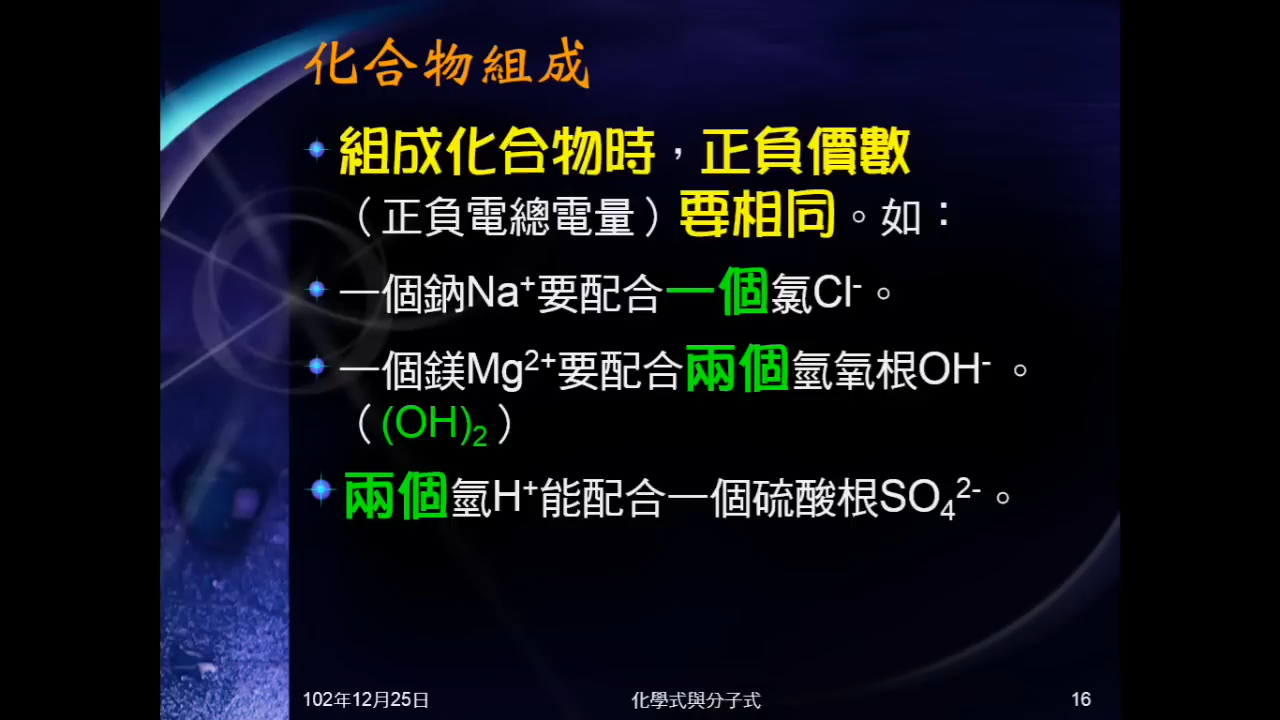 化合物組成
組成化合物時，正負價數
（正負電總電量）要相同。如：
一個鈉Na⁺要配合一個氯Cl⁻。
一個鎂Mg²⁺要配合兩個氫氧根OH⁻。
（(OH)₂）
兩個氫H⁺能配合一個硫酸根SO₄²⁻。
102年12月25日
化學式與分子式
16